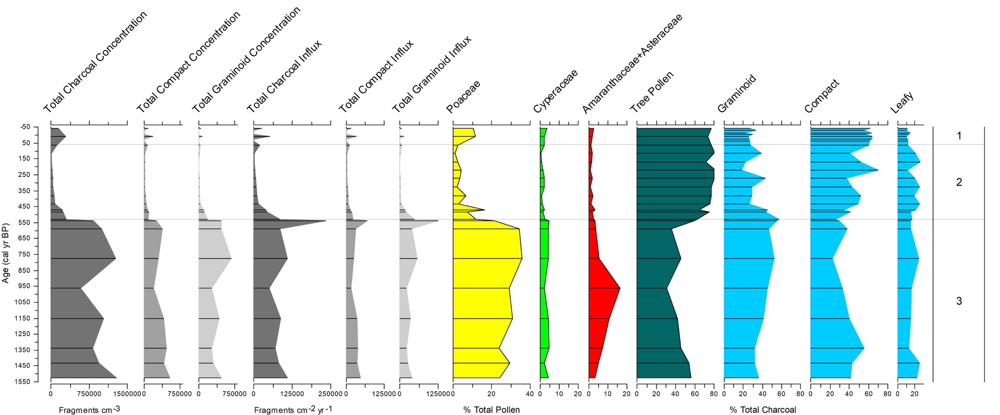 Total Charcoal Concentration
Total Compact Concentration
Total Graminoid Concentration
Total Charcoal Influx
Total Compact Influx
Total Graminoid Influx
Poaceae
Cyperaceae
Amaranthaceae+Asteraceae
Tree Pollen
Graminoid
Compact
Leafy
Age (cal yr BP)
-50
50
150
250
350
450
550
650
750
850
950
1050
1150
1250
1350
1450
1550
1
2
3
0 750000 1500000
0 750000
0 750000
0 125000 250000
0 125000
0 125000
0 20 40
0 10 20
0 10 20
0 20 40 60 80
0 20 40 60 80
0 20 40 60 80
0 20
Fragments cm-3
Fragments cm-2 yr-1
% Total Pollen
% Total Charcoal